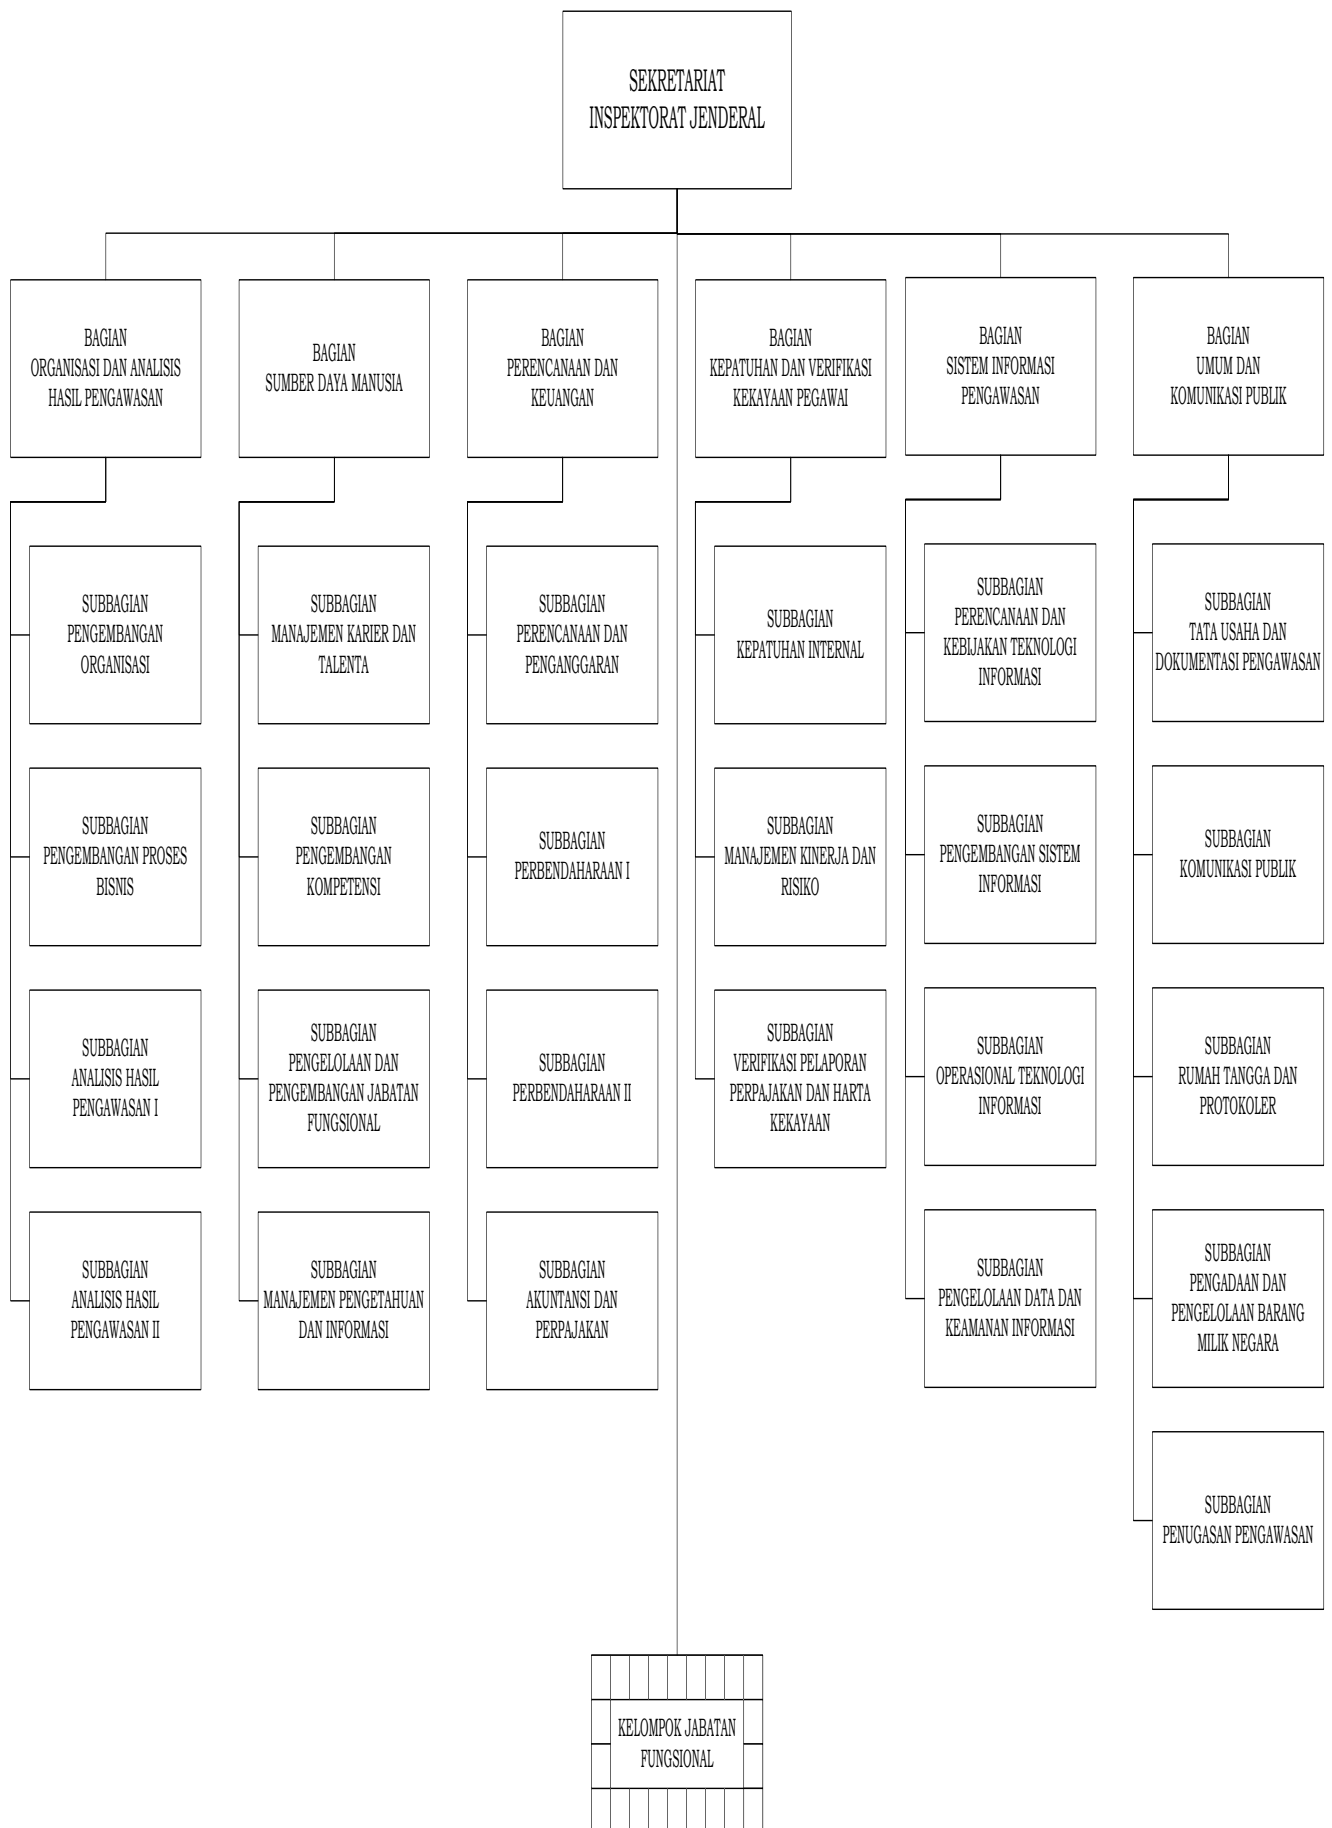 SEKRETARIAT
INSPEKTORAT JENDERAL
BAGIAN
ORGANISASI DAN ANALISIS
HASIL PENGAWASAN
BAGIAN
SUMBER DAYA MANUSIA
BAGIAN
PERENCANAAN DAN
KEUANGAN
BAGIAN
KEPATUHAN DAN VERIFIKASI
KEKAYAAN PEGAWAI
BAGIAN
SISTEM INFORMASI
PENGAWASAN
BAGIAN
UMUM DAN
KOMUNIKASI PUBLIK
SUBBAGIAN
PENGEMBANGAN
ORGANISASI
SUBBAGIAN
MANAJEMEN KARIER DAN
TALENTA
SUBBAGIAN
PERENCANAAN DAN
PENGANGGARAN
SUBBAGIAN
KEPATUHAN INTERNAL
SUBBAGIAN
PERENCANAAN DAN
KEBIJAKAN TEKNOLOGI
INFORMASI
SUBBAGIAN
TATA USAHA DAN
DOKUMENTASI PENGAWASAN
SUBBAGIAN
PENGEMBANGAN PROSES
BISNIS
SUBBAGIAN
PENGEMBANGAN
KOMPETENSI
SUBBAGIAN
PERBENDAHARAAN I
SUBBAGIAN
MANAJEMEN KINERJA DAN
RISIKO
SUBBAGIAN
PENGEMBANGAN SISTEM
INFORMASI
SUBBAGIAN
KOMUNIKASI PUBLIK
SUBBAGIAN
ANALISIS HASIL
PENGAWASAN I
SUBBAGIAN
PENGELOLAAN DAN
PENGEMBANGAN JABATAN
FUNGSIONAL
SUBBAGIAN
PERBENDAHARAAN II
SUBBAGIAN
VERIFIKASI PELAPORAN
PERPAJAKAN DAN HARTA
KEKAYAAN
SUBBAGIAN
OPERASIONAL TEKNOLOGI
INFORMASI
SUBBAGIAN
RUMAH TANGGA DAN
PROTOKOLER
SUBBAGIAN
ANALISIS HASIL
PENGAWASAN II
SUBBAGIAN
MANAJEMEN PENGETAHUAN
DAN INFORMASI
SUBBAGIAN
AKUNTANSI DAN
PERPAJAKAN
SUBBAGIAN
PENGELOLAAN DATA DAN
KEAMANAN INFORMASI
SUBBAGIAN
PENGADAAN DAN
PENGELOLAAN BARANG
MILIK NEGARA
SUBBAGIAN
PENUGASAN PENGAWASAN
KELOMPOK JABATAN
FUNGSIONAL